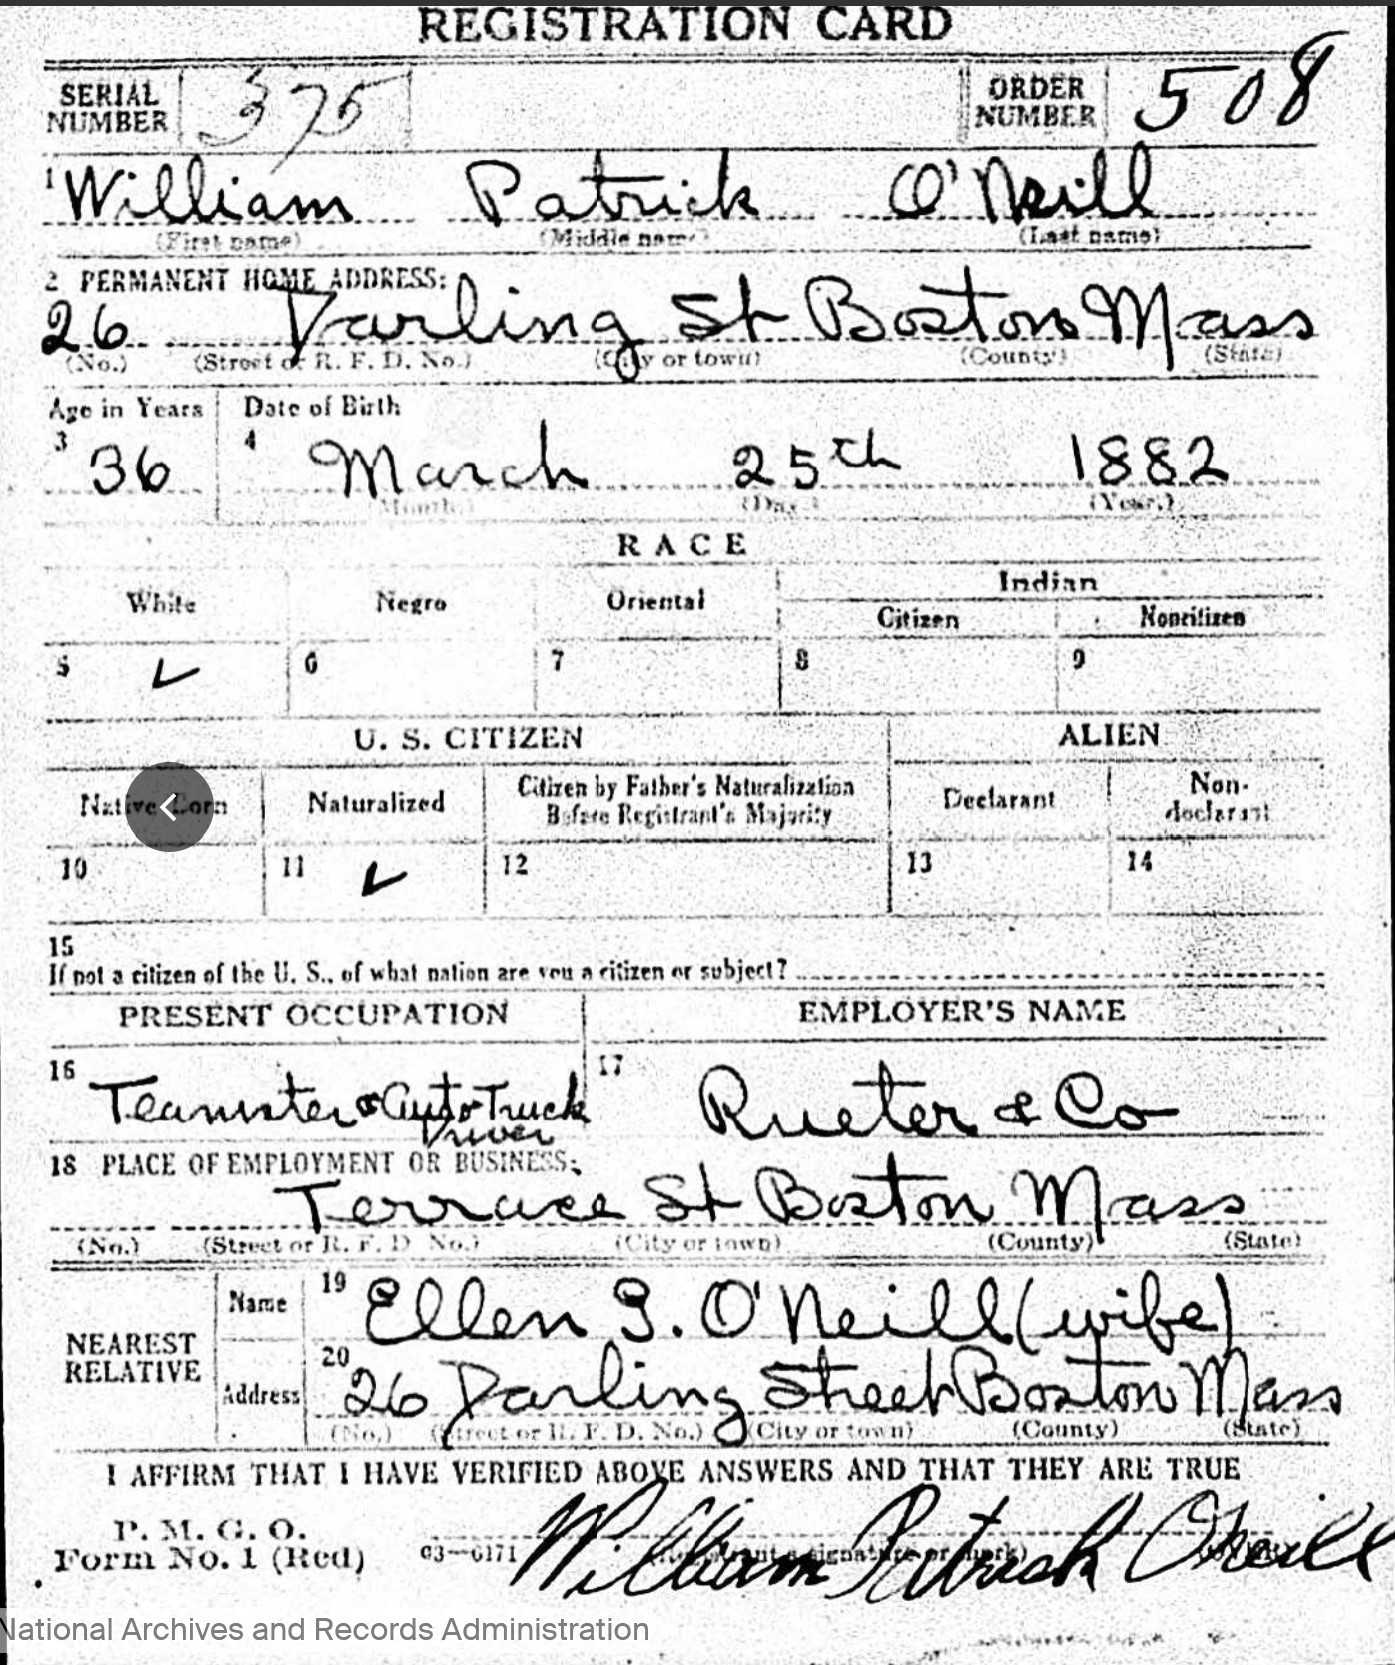 REGISTRATION CARD
SERIAL NUMBER 375 ORDER NUMBER 508
1 William Patrick O'Neill
(First name) (Middle name) (Last name)
2 PERMANENT HOME ADDRESS:
26 Darling St Boston Mass
(No.) (Street or R. F. D. No.) (City or town) (County) (State)
Age in Years Date of Birth
3 36 4 March 25th 1882
(Month.) (Day.) (Year.)
RACE
White Negro Oriental Indian
Citizen Noncitizen
5 ✓ 6 7 8 9
U. S. CITIZEN ALIEN
Native Born Naturalized Citizen by Father's Naturalization Before Registrant's Majority Declarant Non-declarant
10 11 ✓ 12 13 14
15
If not a citizen of the U. S., of what nation are you a citizen or subject?
PRESENT OCCUPATION EMPLOYER'S NAME
16 Teamster or Auto Truck Driver 17 Rueter & Co
18 PLACE OF EMPLOYMENT OR BUSINESS:
Terrace St Boston Mass
(No.) (Street or R. F. D. No.) (City or town) (County) (State)
NEAREST RELATIVE Name 19 Ellen G. O'Neill (wife)
Address 20 26 Darling Street Boston Mass
(No.) (Street or R. F. D. No.) (City or town) (County) (State)
I AFFIRM THAT I HAVE VERIFIED ABOVE ANSWERS AND THAT THEY ARE TRUE
P. M. G. O.
Form No. 1 (Red) 03—6171 William Patrick O'Neill
(Registrant's signature or mark)
National Archives and Records Administration